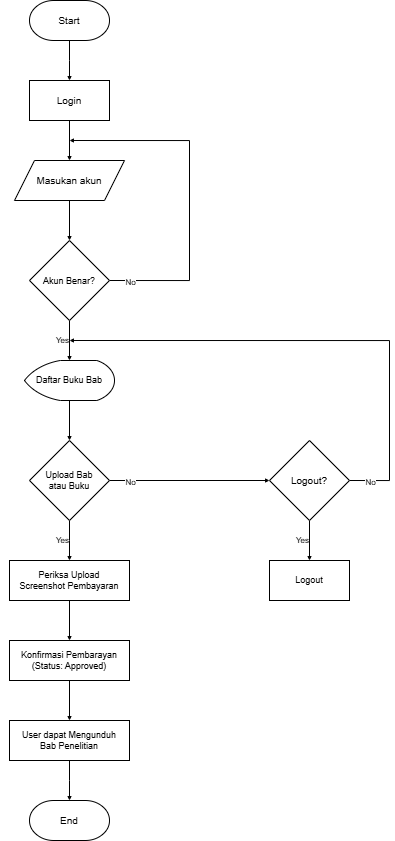 Start
Login
Masukan akun
Akun Benar?
No
Yes
Daftar Buku Bab
Upload Bab
atau Buku
No
Logout?
No
Yes
Yes
Periksa Upload
Screenshot Pembayaran
Logout
Konfirmasi Pembarayan
(Status: Approved)
User dapat Mengunduh
Bab Penelitian
End